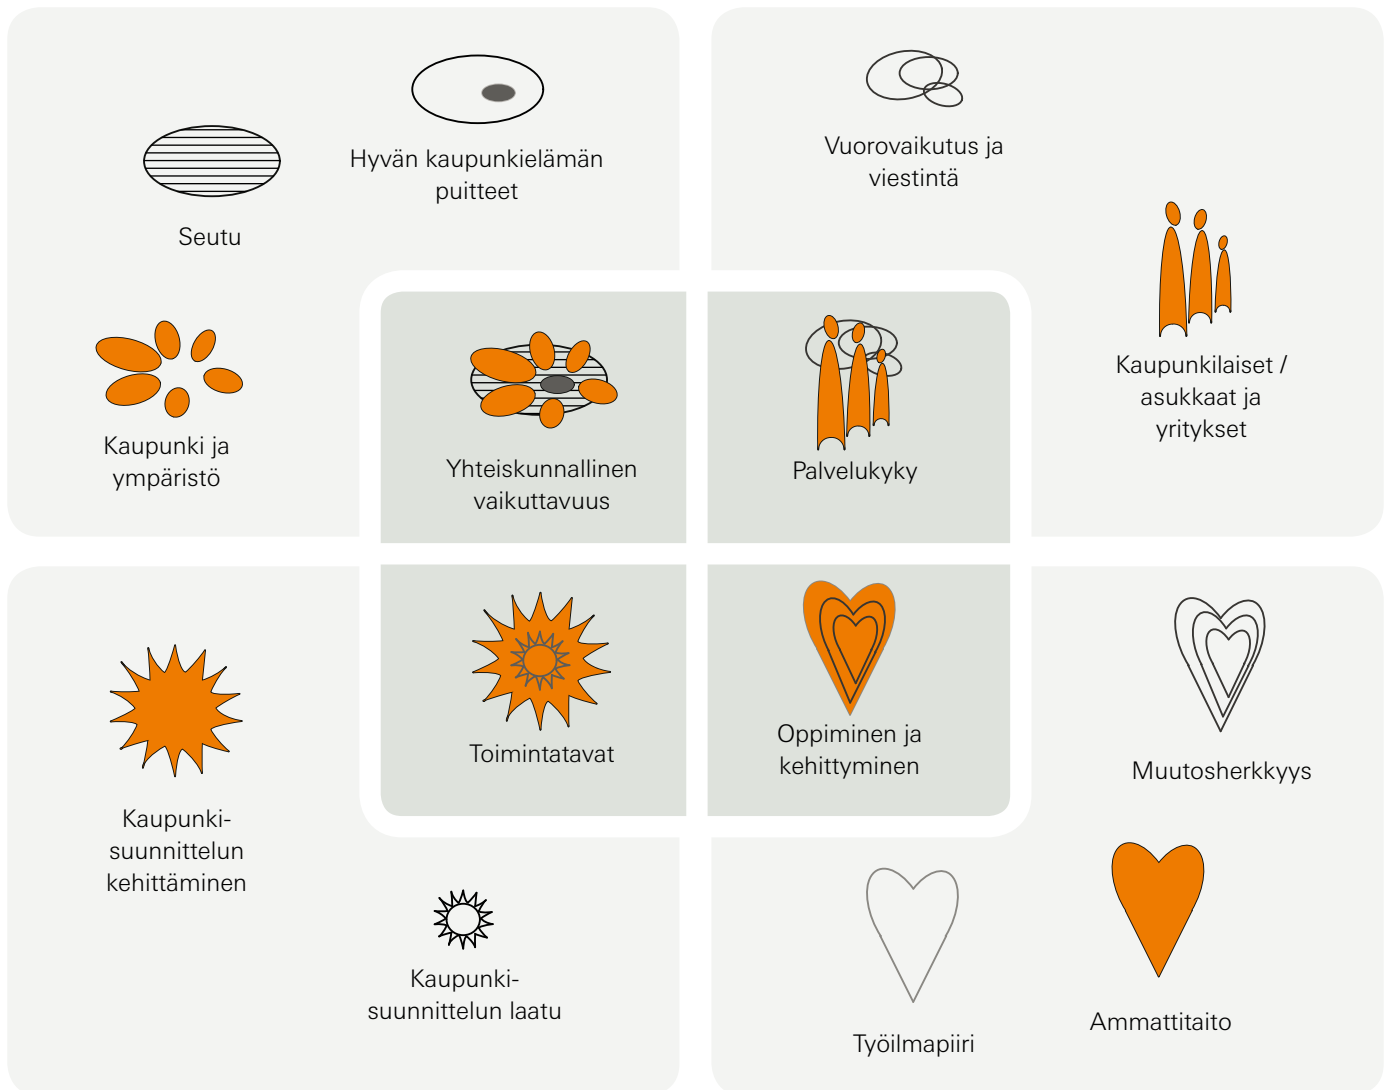 Hyvän kaupunkielämän
puitteet
Seutu
Kaupunki ja
ympäristö
Yhteiskunnallinen
vaikuttavuus
Vuorovaikutus ja
viestintä
Kaupunkilaiset /
asukkaat ja
yritykset
Palvelukyky
Toimintatavat
Kaupunki-
suunnittelun
kehittäminen
Kaupunki-
suunnittelun laatu
Oppiminen ja
kehittyminen
Muutosherkkyys
Ammattitaito
Työilmapiiri